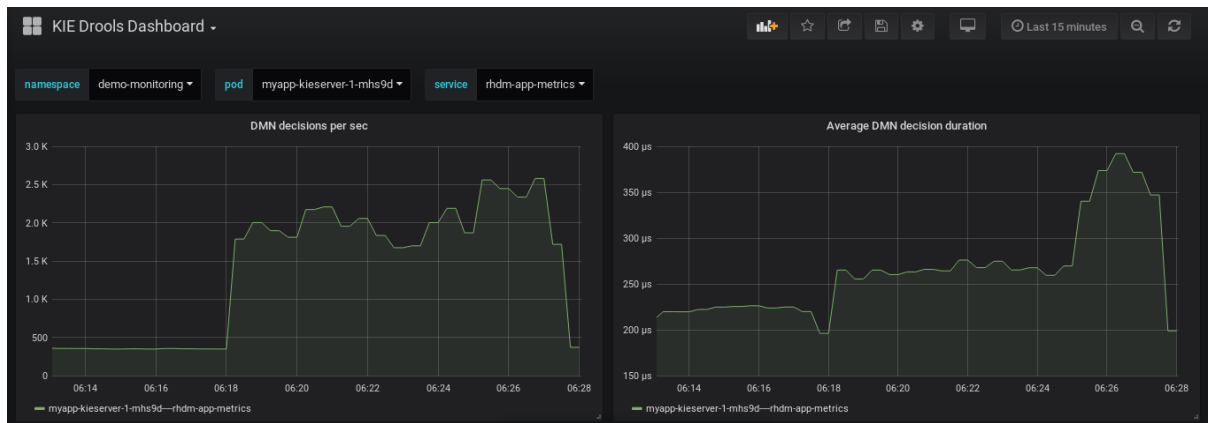 KIE Drools Dashboard
Last 15 minutes
namespace demo-monitoring pod myapp-kieserver-1-mhs9d service rhdm-app-metrics
DMN decisions per sec
3.0 K
2.5 K
2.0 K
1.5 K
1.0 K
500
0
06:14 06:16 06:18 06:20 06:22 06:24 06:26 06:28
myapp-kieserver-1-mhs9d—rhdm-app-metrics
Average DMN decision duration
400 µs
350 µs
300 µs
250 µs
200 µs
150 µs
06:14 06:16 06:18 06:20 06:22 06:24 06:26 06:28
myapp-kieserver-1-mhs9d—rhdm-app-metrics